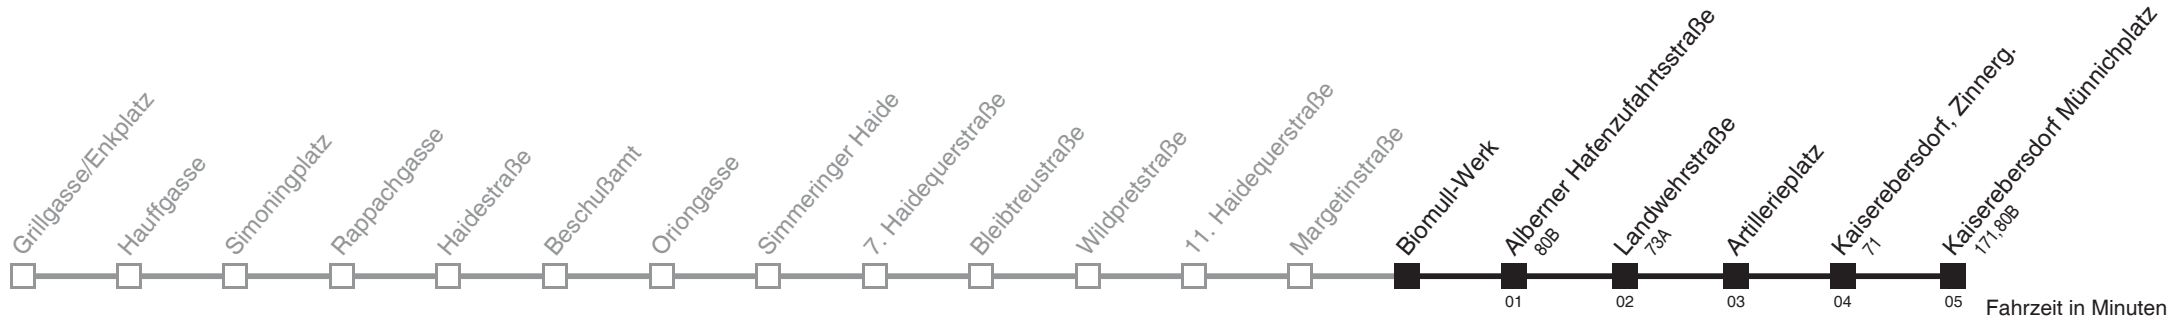 Grillgasse/Enkplatz
Hauffgasse
Simoningplatz
Rappachgasse
Haidestraße
Beschußamt
Oriongasse
Simmeringer Haide
7. Haidequerstraße
Bleibtreustraße
Wildpretstraße
11. Haidequerstraße
Margetinstraße
Biomull-Werk
Alberner Hafenzufahrtsstraße
80B
Landwehrstraße
73A
Artillerieplatz
Kaiserebersdorf, Zinnerg.
71
Kaiserebersdorf Münnichplatz
171,80B
01
02
03
04
05
Fahrzeit in Minuten